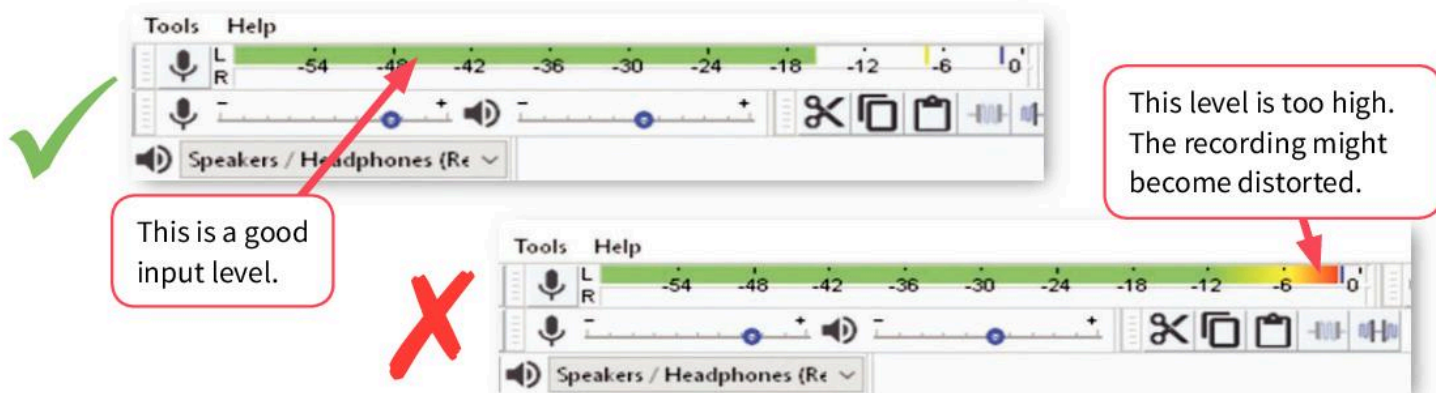 Tools Help
L
R
-54 -48 -42 -36 -30 -24 -18 -12 -6 0
- + - +
Speakers / Headphones (Re
This is a good
input level.
This level is too high.
The recording might
become distorted.
Tools Help
L
R
-54 -48 -42 -36 -30 -24 -18 -12 -6 0
- + - +
Speakers / Headphones (Re